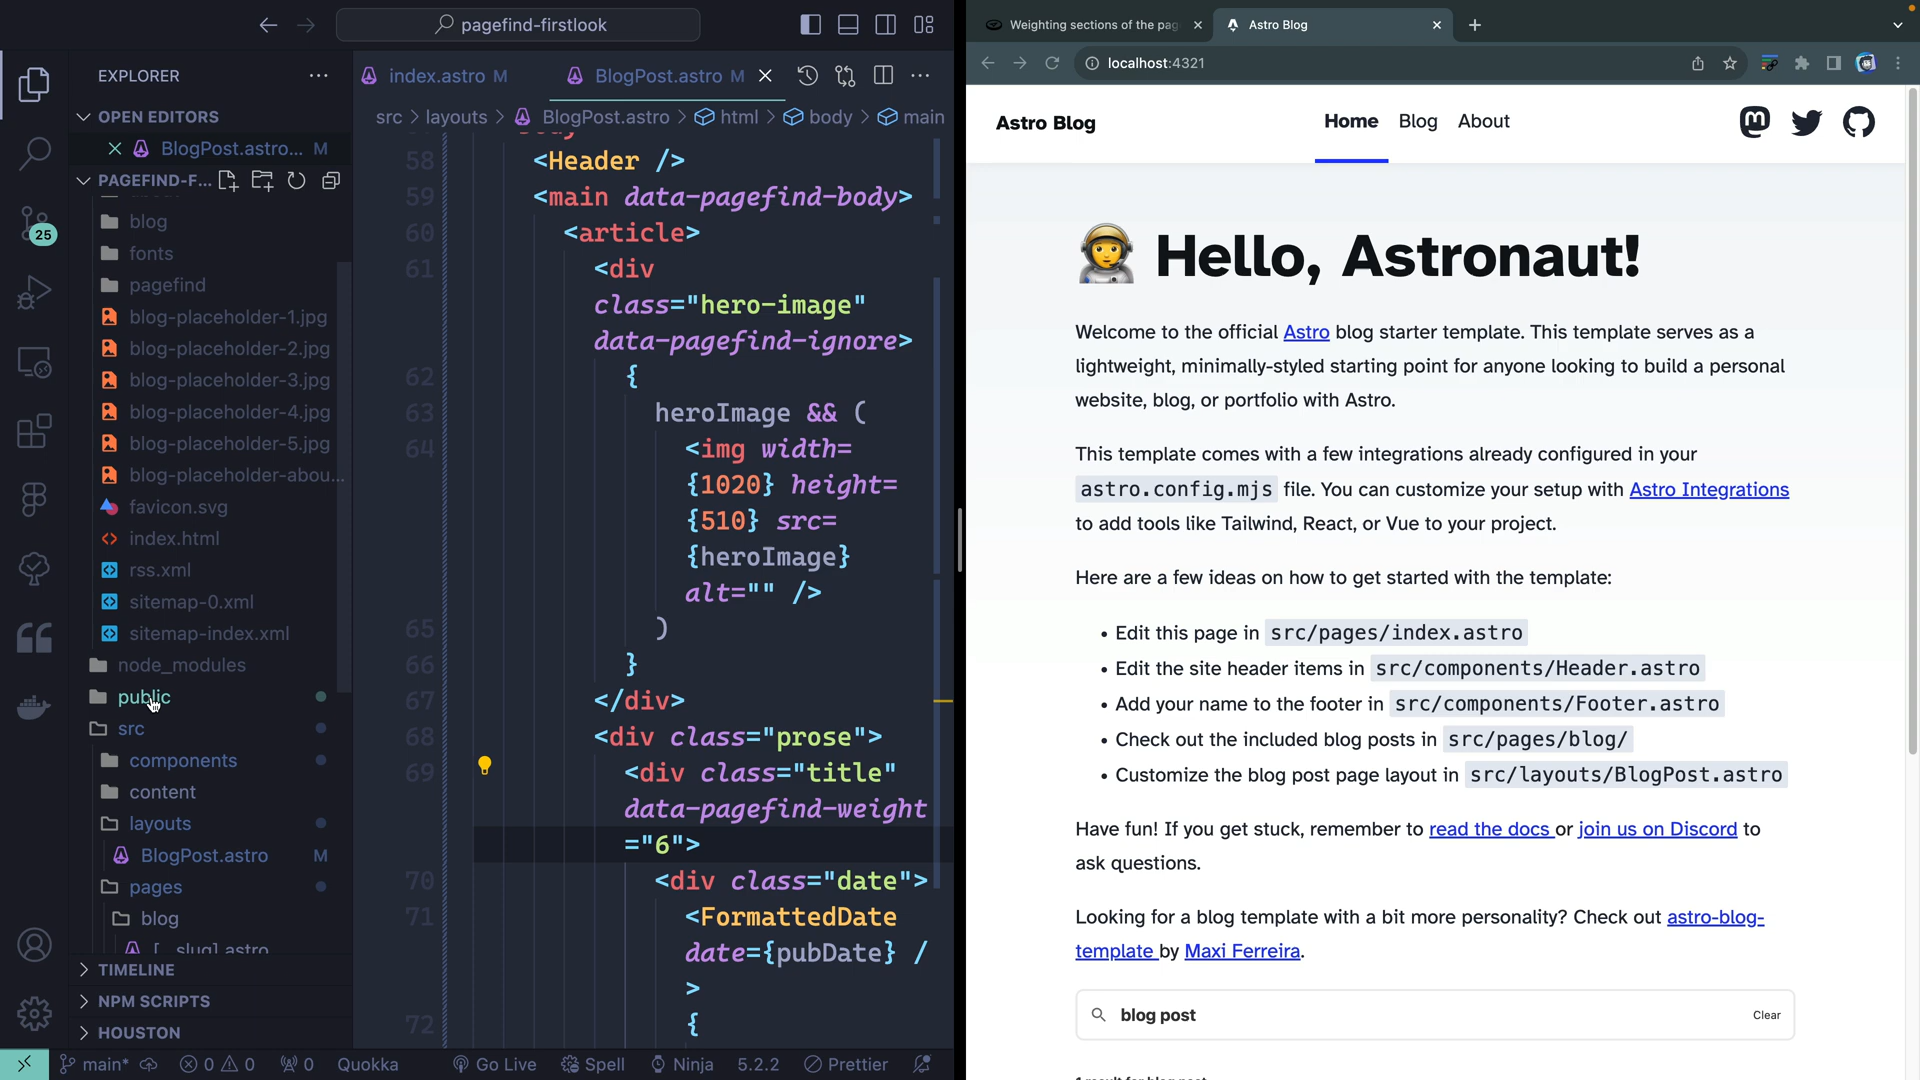 pagefind-firstlook
EXPLORER
OPEN EDITORS
BlogPost.astro... M
PAGEFIND-F...
blog
fonts
pagefind
blog-placeholder-1.jpg
blog-placeholder-2.jpg
blog-placeholder-3.jpg
blog-placeholder-4.jpg
blog-placeholder-5.jpg
blog-placeholder-abou...
favicon.svg
index.html
rss.xml
sitemap-0.xml
sitemap-index.xml
node_modules
public
src
components
content
layouts
BlogPost.astro M
pages
blog
[...slug].astro
TIMELINE
NPM SCRIPTS
HOUSTON
25
index.astro M
BlogPost.astro M
src > layouts > BlogPost.astro > html > body > main
58 <Header />
59 <main data-pagefind-body>
60 <article>
61 <div
class="hero-image"
data-pagefind-ignore>
62 {
63 heroImage && (
64 <img width=
{1020} height=
{510} src=
{heroImage}
alt="" />
65 )
66 }
67 </div>
68 <div class="prose">
69 <div class="title"
data-pagefind-weight
="6">
70 <div class="date">
71 <FormattedDate
date={pubDate} /
>
72 {
main* 0 0 0 Quokka Go Live Spell Ninja 5.2.2 Prettier
Weighting sections of the pag
Astro Blog
localhost:4321
Astro Blog
Home Blog About
Hello, Astronaut!
Welcome to the official Astro blog starter template. This template serves as a
lightweight, minimally-styled starting point for anyone looking to build a personal
website, blog, or portfolio with Astro.
This template comes with a few integrations already configured in your
astro.config.mjs file. You can customize your setup with Astro Integrations
to add tools like Tailwind, React, or Vue to your project.
Here are a few ideas on how to get started with the template:
• Edit this page in src/pages/index.astro
• Edit the site header items in src/components/Header.astro
• Add your name to the footer in src/components/Footer.astro
• Check out the included blog posts in src/pages/blog/
• Customize the blog post page layout in src/layouts/BlogPost.astro
Have fun! If you get stuck, remember to read the docs or join us on Discord to
ask questions.
Looking for a blog template with a bit more personality? Check out astro-blog-
template by Maxi Ferreira.
blog post
Clear